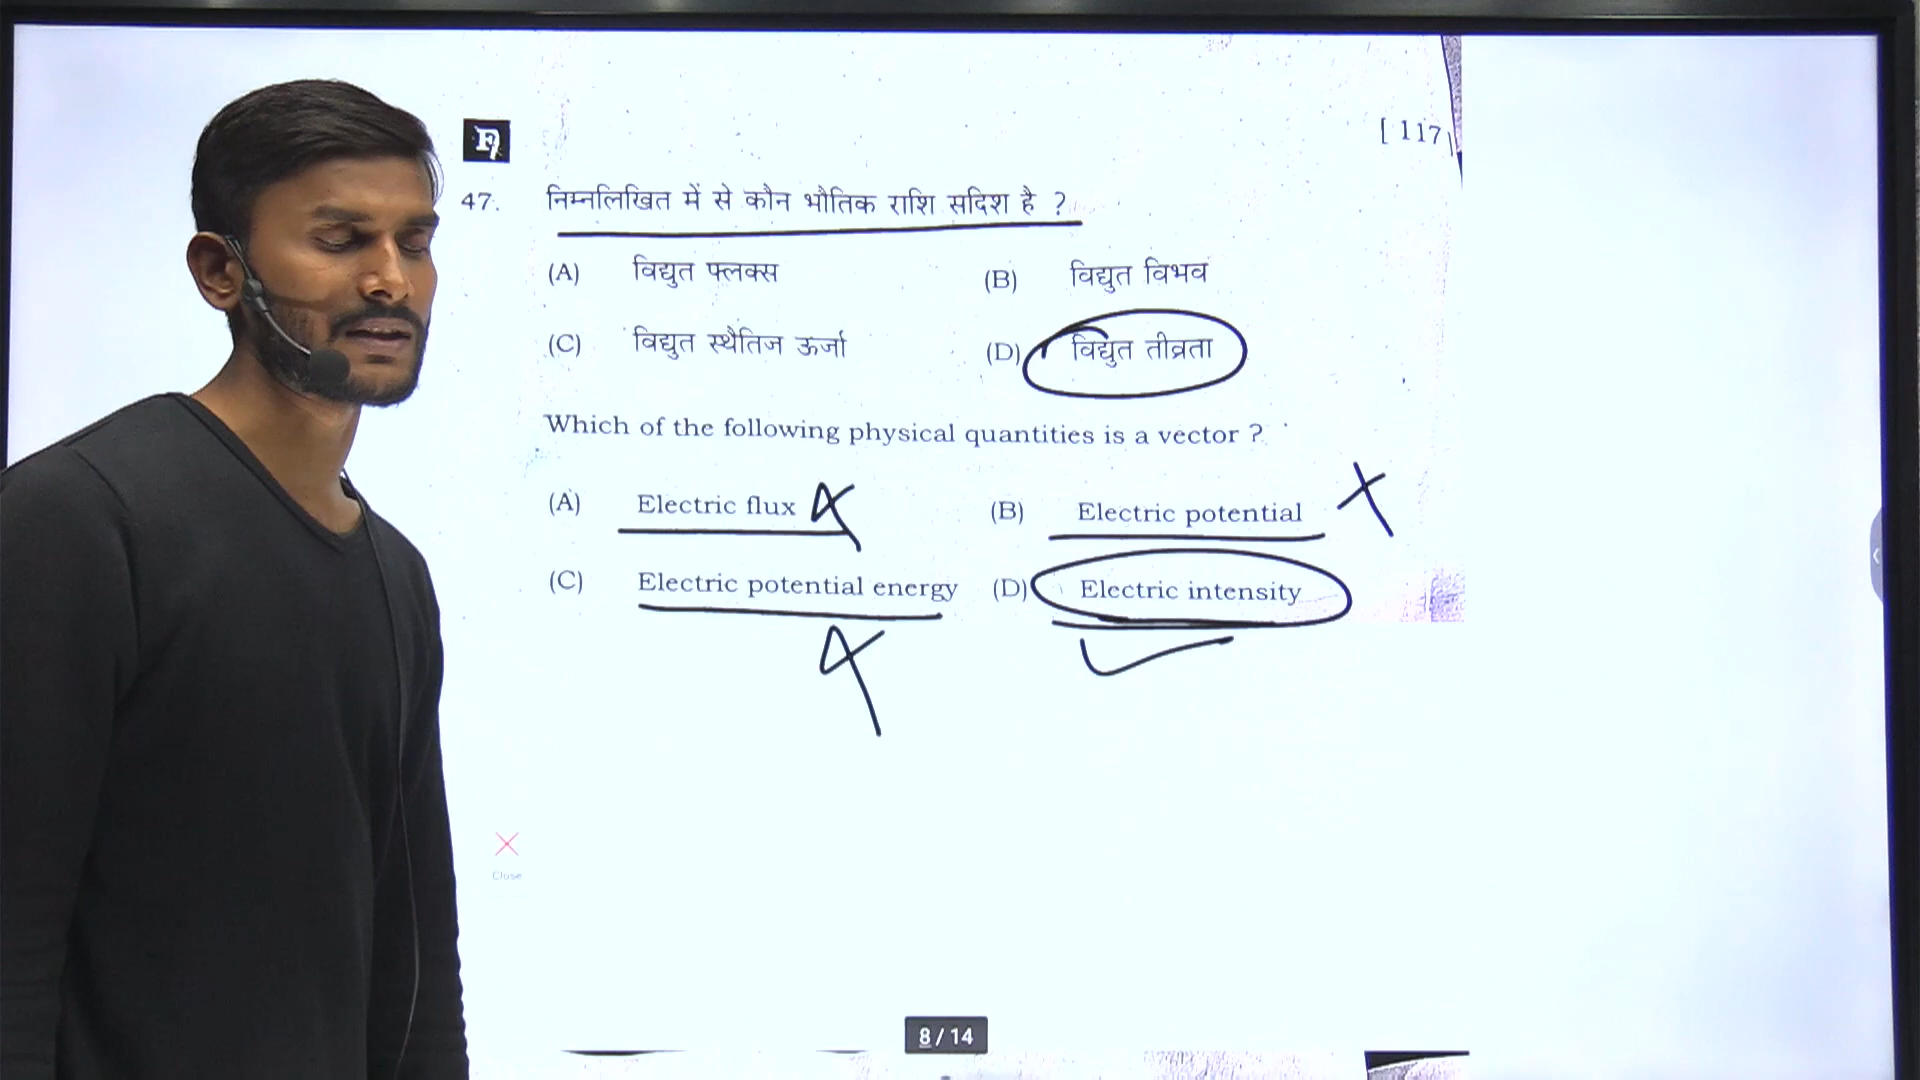 F
[ 117
47. निम्नलिखित में से कौन भौतिक राशि सदिश है ?
(A) विद्युत फ्लक्स (B) विद्युत विभव
(C) विद्युत स्थैतिज ऊर्जा (D) विद्युत तीव्रता
Which of the following physical quantities is a vector ?
(A) Electric flux (B) Electric potential
(C) Electric potential energy (D) Electric intensity
Close
8 / 14